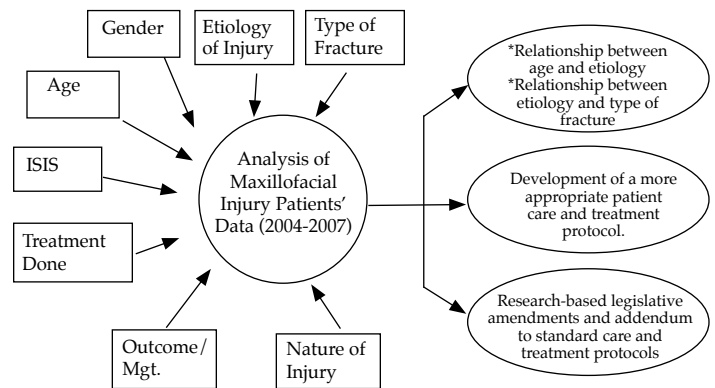 Gender
Etiology
of Injury
Type of
Fracture
Age
ISIS
Treatment
Done
Outcome/
Mgt.
Nature of
Injury
Analysis of
Maxillofacial
Injury Patients’
Data (2004-2007)
*Relationship between
age and etiology
*Relationship between
etiology and type of
fracture
Development of a more
appropriate patient
care and treatment
protocol.
Research-based legislative
amendments and addendum
to standard care and
treatment protocols